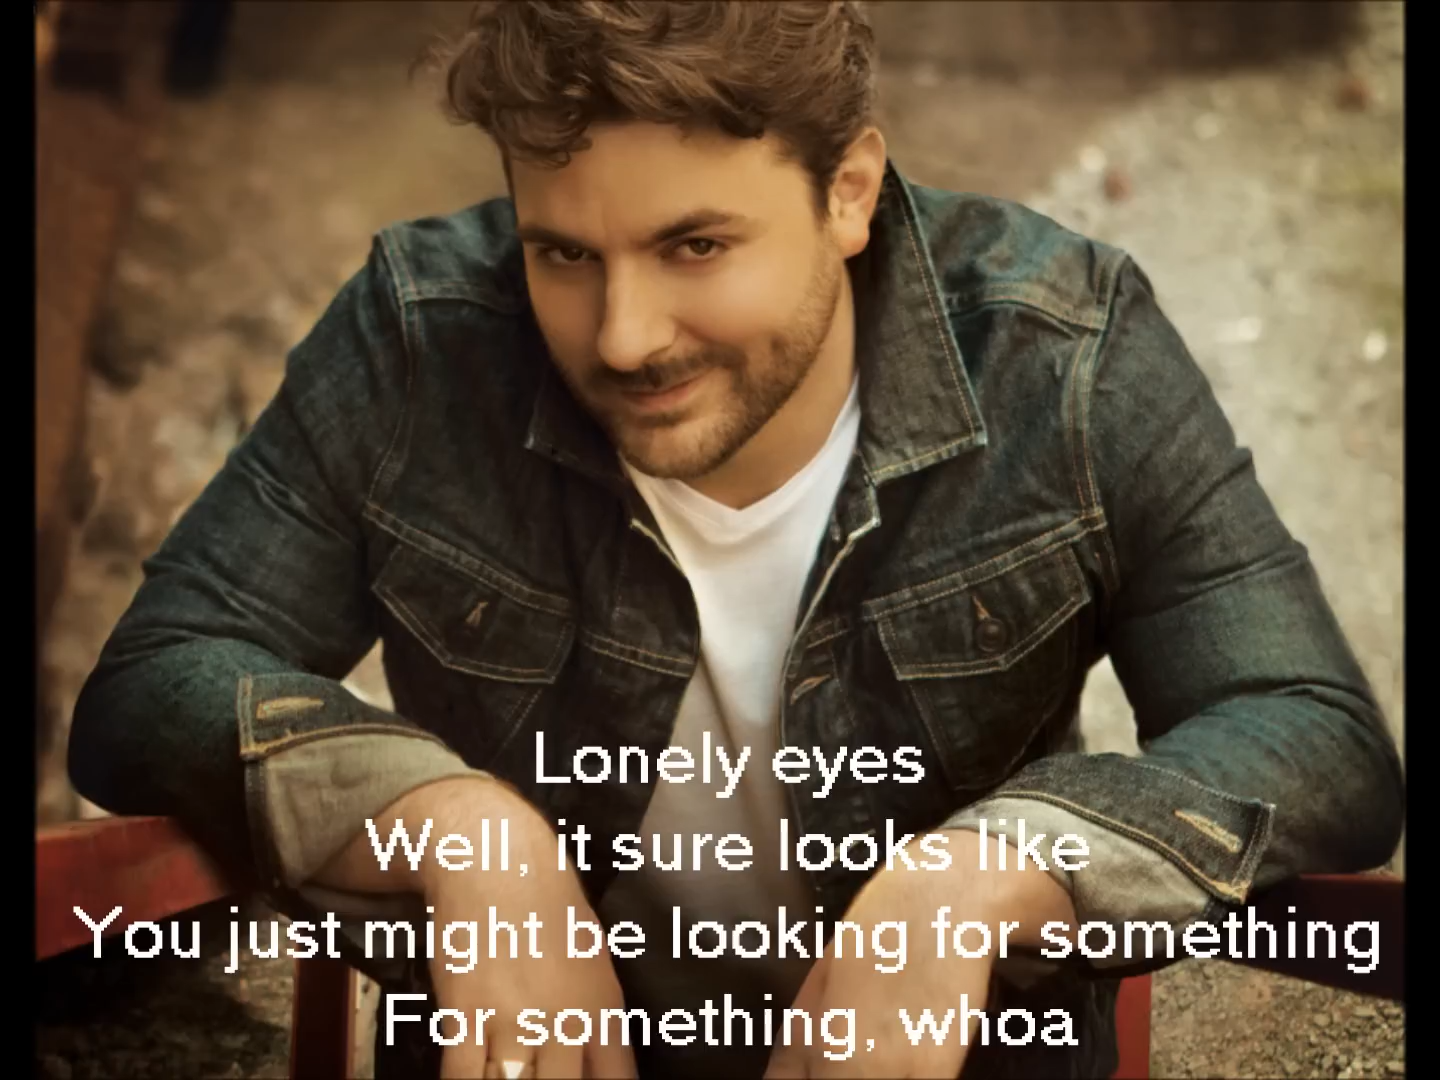 Lonely eyes
Well, it sure looks like
You just might be looking for something
For something, whoa